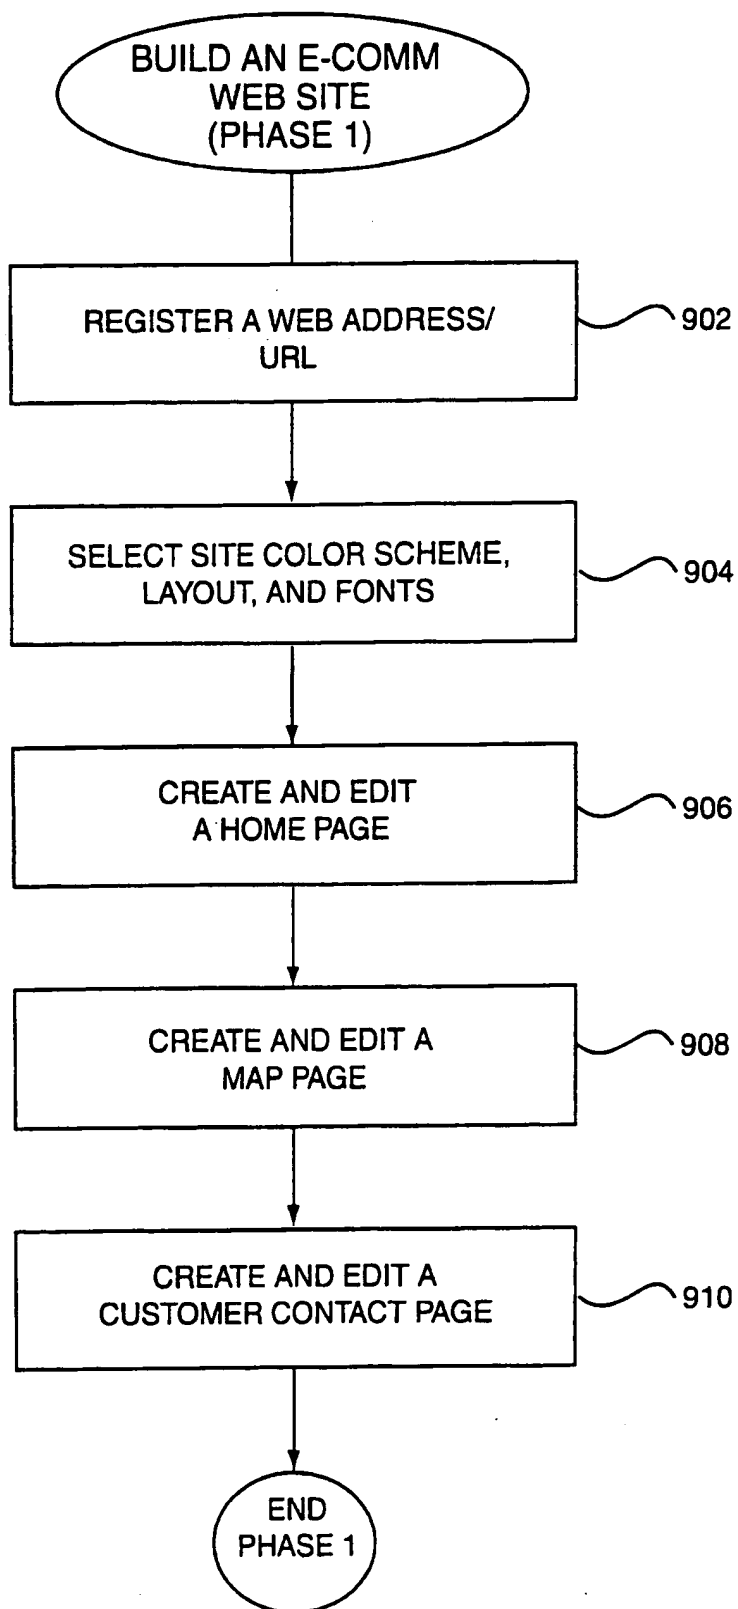 BUILD AN E-COMM
WEB SITE
(PHASE 1)
REGISTER A WEB ADDRESS/
URL
902
SELECT SITE COLOR SCHEME,
LAYOUT, AND FONTS
904
CREATE AND EDIT
A HOME PAGE
906
CREATE AND EDIT A
MAP PAGE
908
CREATE AND EDIT A
CUSTOMER CONTACT PAGE
910
END
PHASE 1